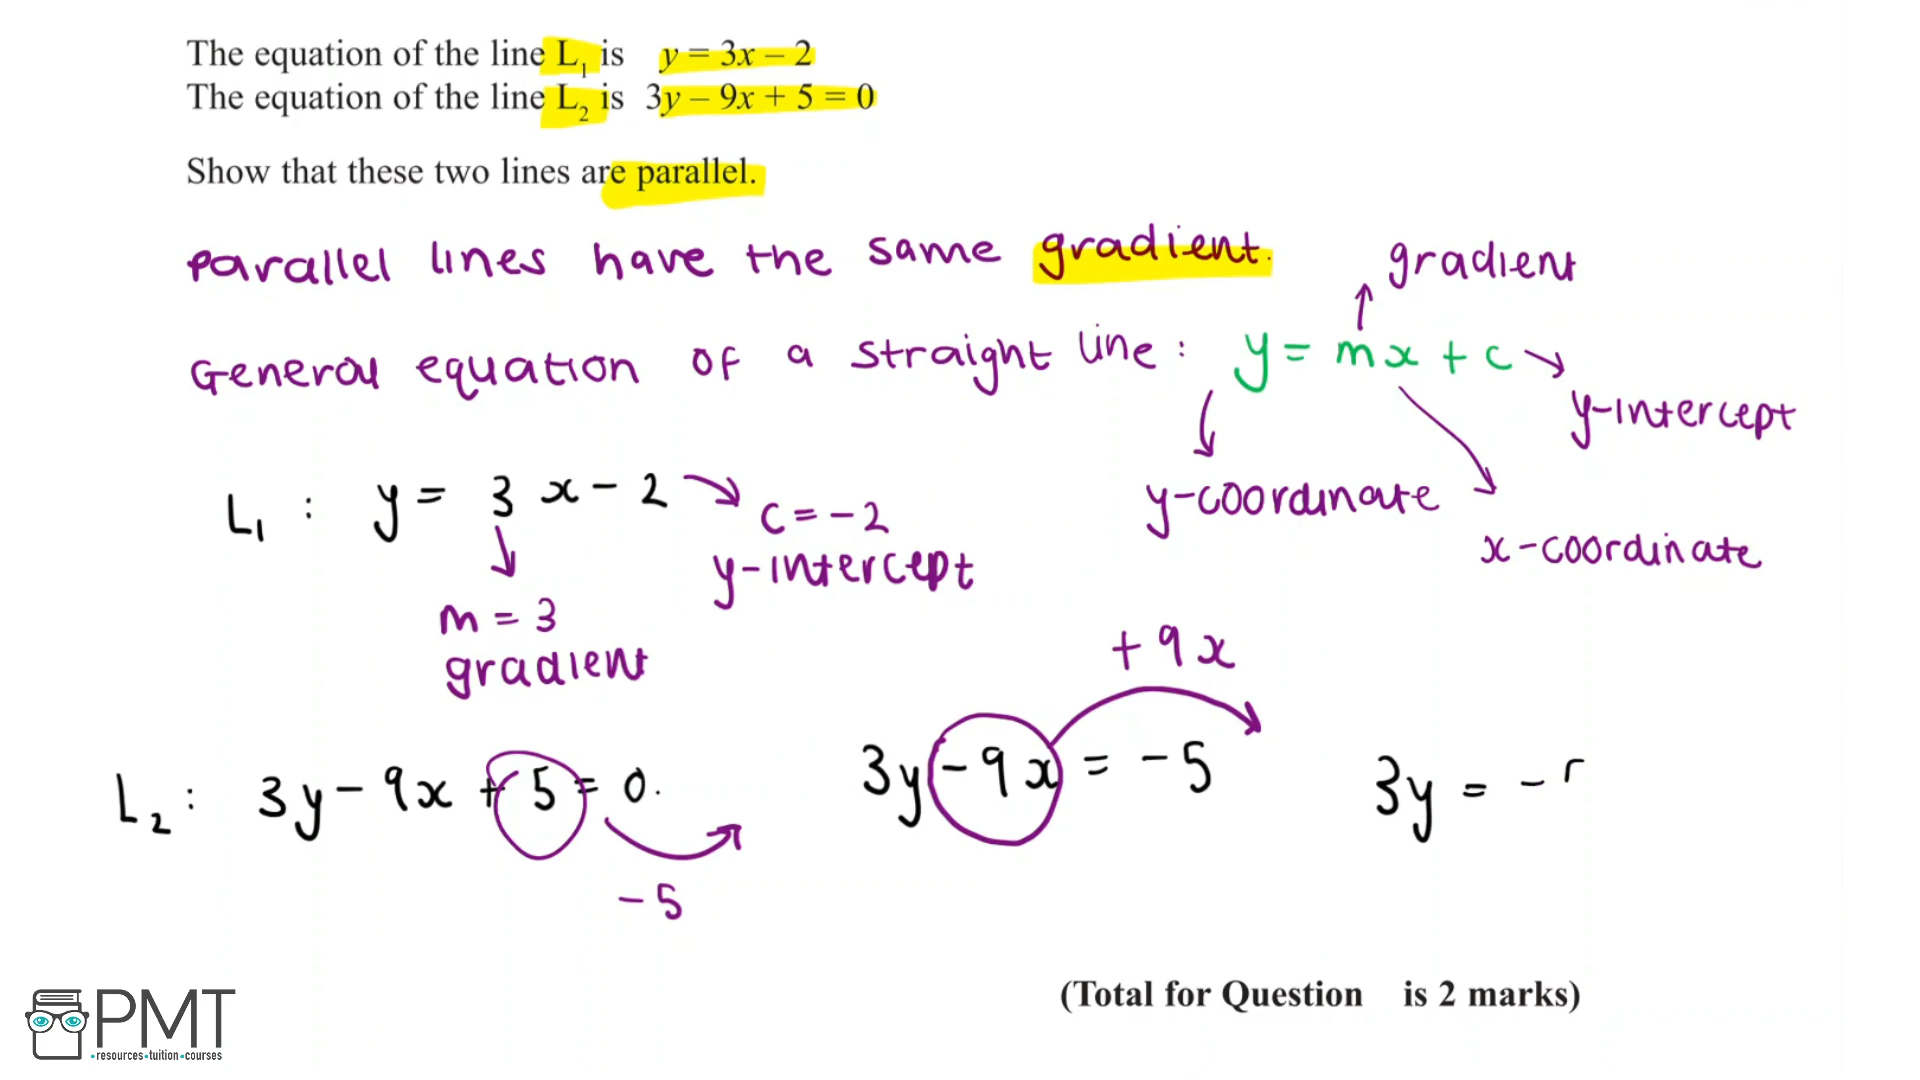 The equation of the line L₁ is y = 3x – 2
The equation of the line L₂ is 3y – 9x + 5 = 0
Show that these two lines are parallel.
parallel lines have the same gradient.
gradient
General equation of a straight line: y = mx + c
y-intercept
y-coordinate
x-coordinate
L₁ : y = 3x - 2
c = -2
y-intercept
m = 3
gradient
+9x
L₂ : 3y - 9x + 5 = 0.
3y - 9x = -5
3y = -
-5
(Total for Question is 2 marks)
PMT
•resources•tuition•courses